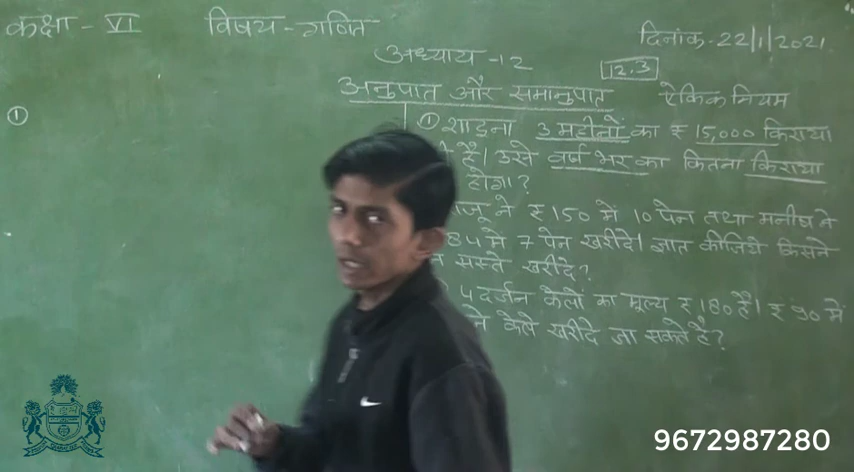 कक्षा - VI विषय - गणित दिनांक - 22/1/2021
अध्याय - 12
12.3
अनुपात और समानुपात ऐकिक नियम
①
① शाइना 3 महीनों का ₹ 15,000 किराया
है। उसे वर्ष भर का कितना किराया
होगा?
ने ₹ 150 में 10 पेन तथा मनीष ने
84 में 7 पेन खरीदे। ज्ञात कीजिये किसने
सस्ते खरीदे?
4 दर्जन केलों का मूल्य ₹ 180 है। ₹ 90 में
केले खरीदे जा सकते हैं?
9672987280